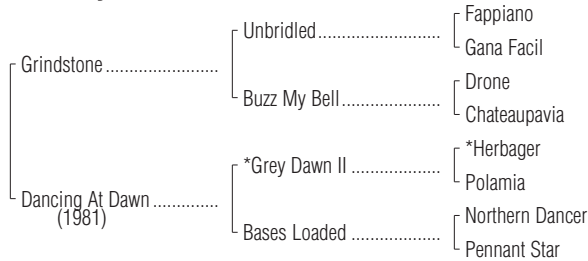 Fappiano
Unbridled
Gana Facil
Grindstone
Drone
Buzz My Bell
Chateaupavia
*Herbager
*Grey Dawn II
Polamia
Dancing At Dawn
(1981)
Northern Dancer
Bases Loaded
Pennant Star